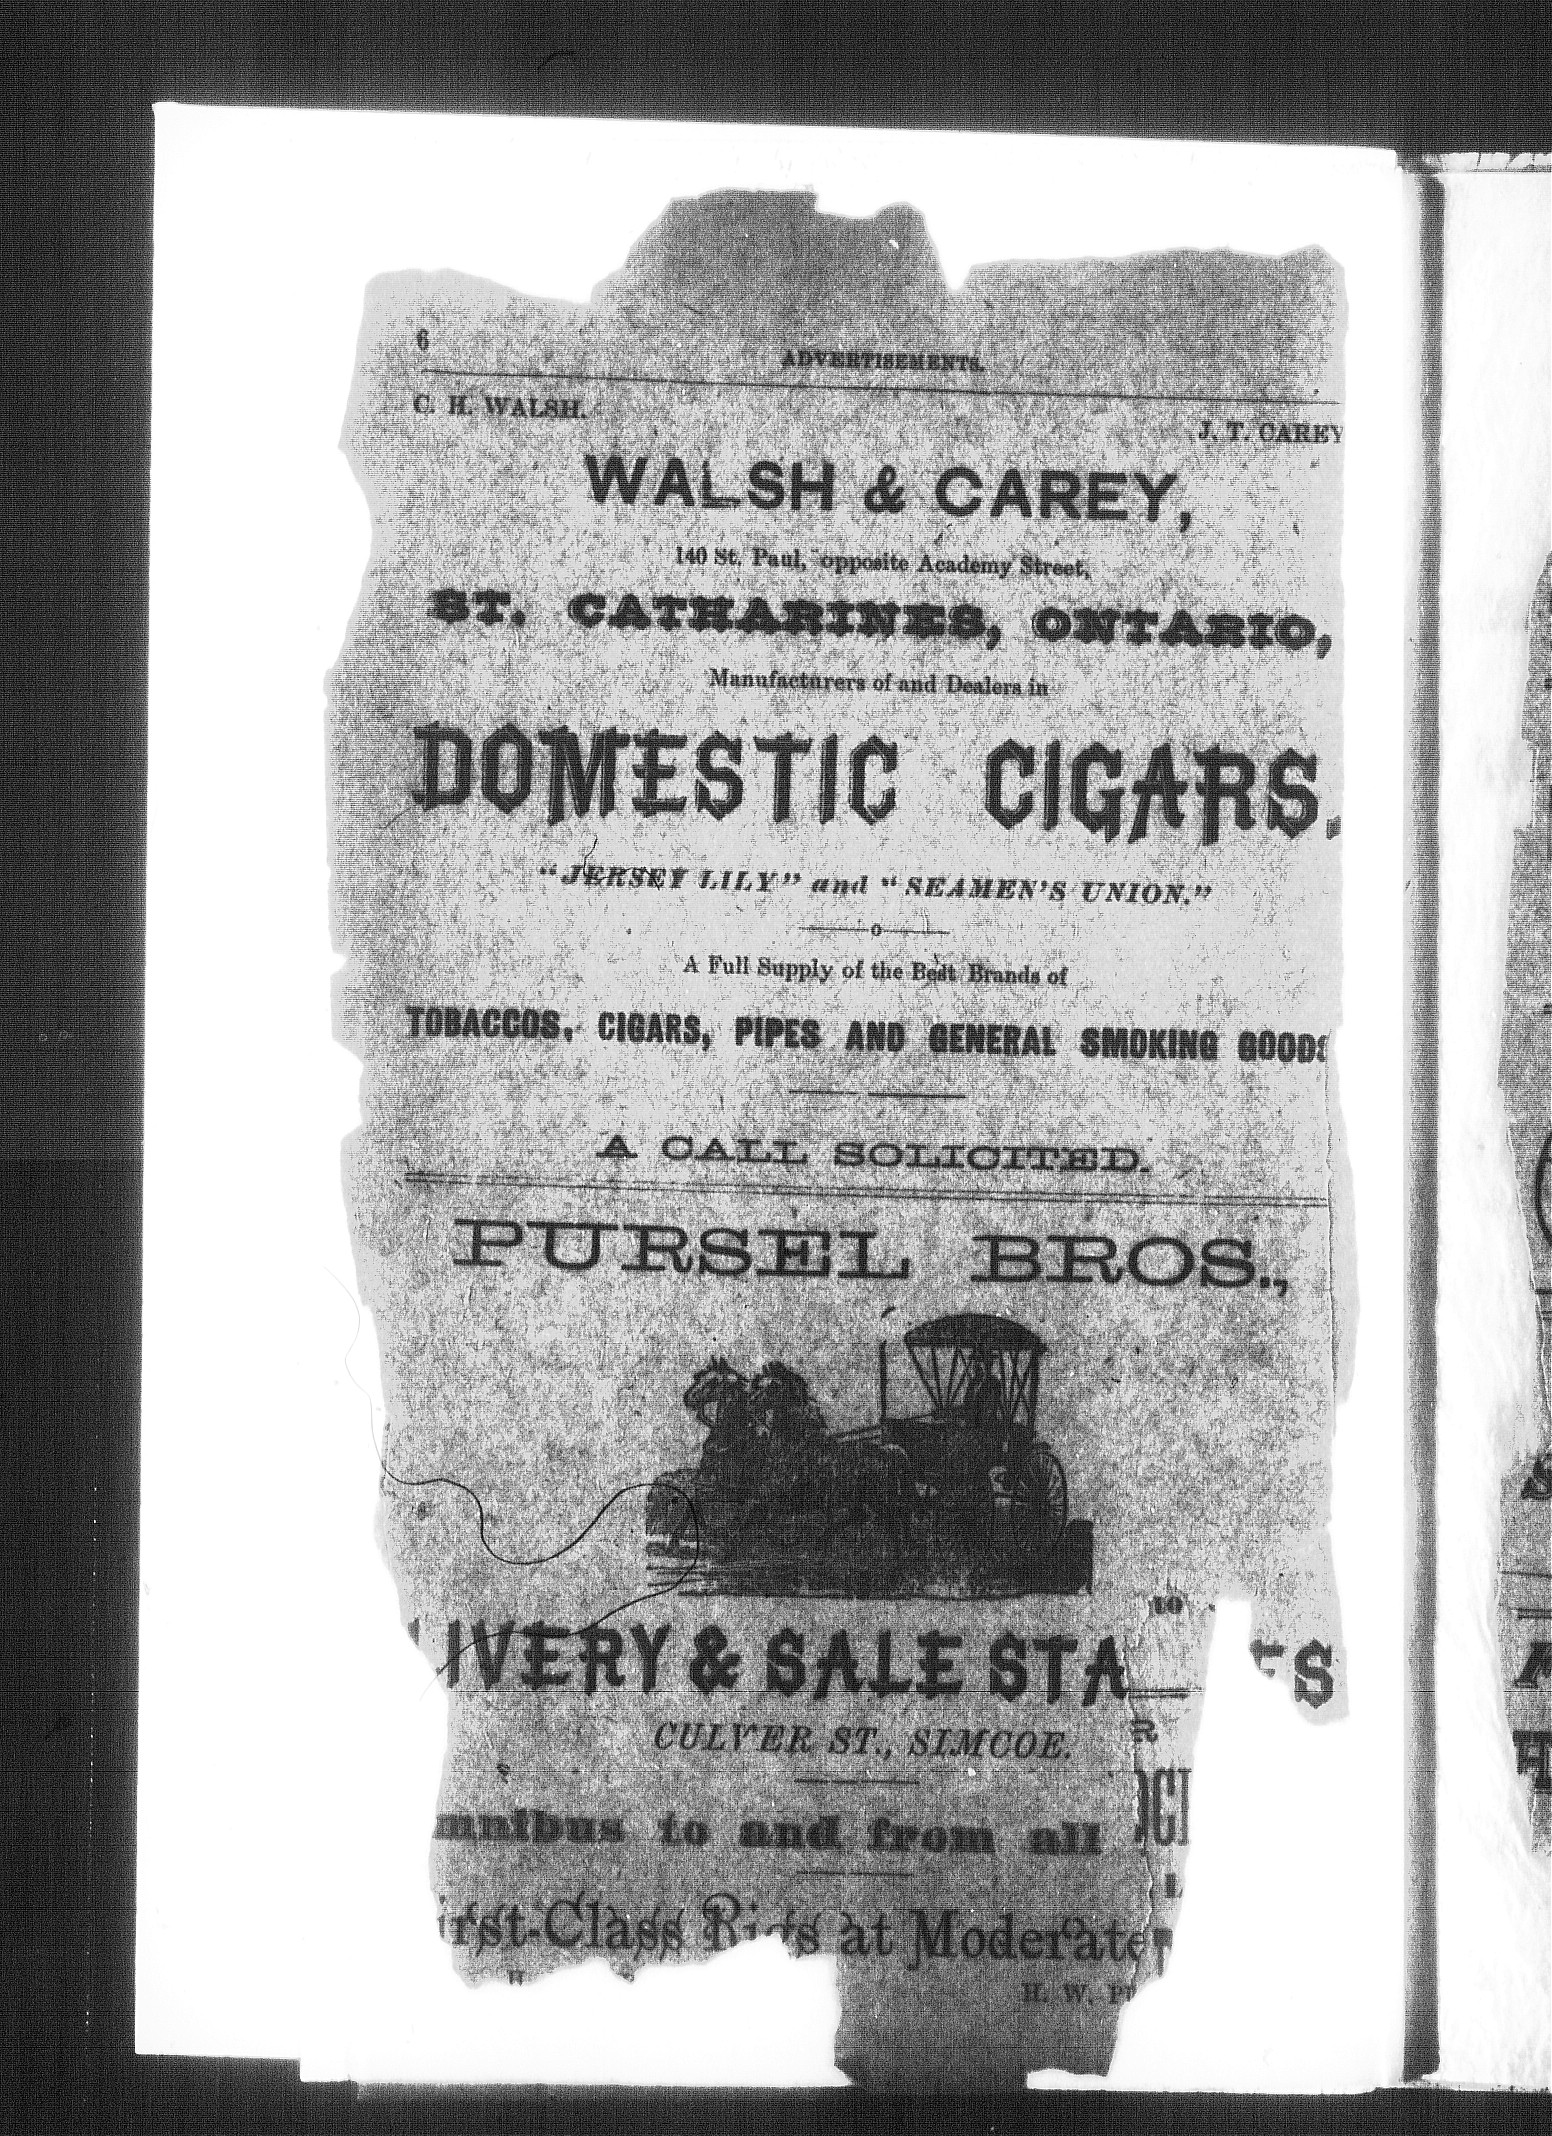 6
ADVERTISEMENTS.
C. H. WALSH.
J. T. CAREY
WALSH & CAREY,
140 St. Paul, opposite Academy Street,
ST. CATHARINES, ONTARIO,
Manufacturers of and Dealers in
DOMESTIC CIGARS.
"JERSEY LILY" and "SEAMEN'S UNION."
A Full Supply of the Best Brands of
TOBACCOS, CIGARS, PIPES AND GENERAL SMOKING GOODS
A CALL SOLICITED.
PURSEL BROS.,
to
IVERY & SALE STA ES
CULVER ST., SIMCOE.
mnibus to and from all
irst-Class Rigs at Moderate
H. W. P